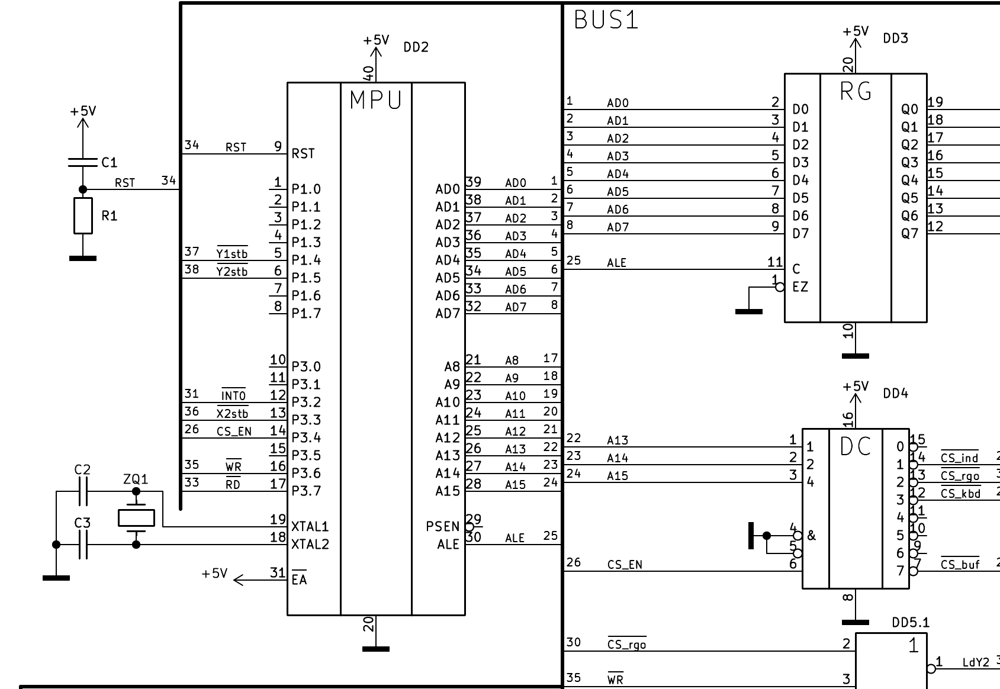 BUS1
+5V DD2
40
MPU
+5V
C1
RST 34
R1
34 RST 9 RST
1 P1.0
2 P1.1
3 P1.2
4 P1.3
37 Y1stb 5 P1.4
38 Y2stb 6 P1.5
7 P1.6
8 P1.7
10 P3.0
11 P3.1
31 INT0 12 P3.2
36 X2stb 13 P3.3
26 CS_EN 14 P3.4
15 P3.5
35 WR 16 P3.6
33 RD 17 P3.7
C2
ZQ1
C3
19 XTAL1
18 XTAL2
+5V 31 EA
20
AD0 39 AD0 1
AD1 38 AD1 2
AD2 37 AD2 3
AD3 36 AD3 4
AD4 35 AD4 5
AD5 34 AD5 6
AD6 33 AD6 7
AD7 32 AD7 8
A8 21 A8 17
A9 22 A9 18
A10 23 A10 19
A11 24 A11 20
A12 25 A12 21
A13 26 A13 22
A14 27 A14 23
A15 28 A15 24
PSEN 29
ALE 30 ALE 25
+5V DD3
20
RG
1 AD0 2 D0 Q0 19
2 AD1 3 D1 Q1 18
3 AD2 4 D2 Q2 17
4 AD3 5 D3 Q3 16
5 AD4 6 D4 Q4 15
6 AD5 7 D5 Q5 14
7 AD6 8 D6 Q6 13
8 AD7 9 D7 Q7 12
25 ALE 11 C
1 EZ
10
+5V DD4
16
DC
22 A13 1 1
23 A14 2 2
24 A15 3 4
4 &
5
26 CS_EN 6
0 15
1 14 CS_ind 2
2 13 CS_rgo 3
3 12 CS_kbd 2
4 11
5 10
6 9
7 7 CS_buf 2
8
DD5.1
30 CS_rgo 2 1
1 LdY2 3
35 WR 3